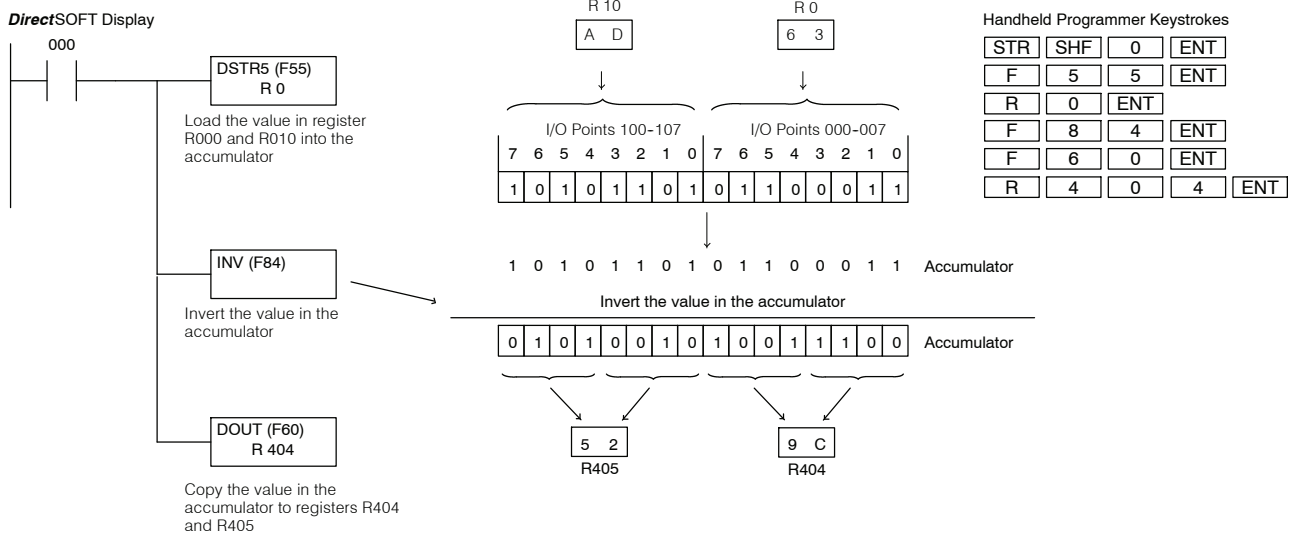 DirectSOFT Display
000
DSTR5 (F55)
R 0
Load the value in register
R000 and R010 into the
accumulator
INV (F84)
Invert the value in the
accumulator
DOUT (F60)
R 404
Copy the value in the
accumulator to registers R404
and R405
R 10
A D
R 0
6 3
I/O Points 100-107
I/O Points 000-007
7 6 5 4 3 2 1 0 7 6 5 4 3 2 1 0
1 0 1 0 1 1 0 1 0 1 1 0 0 0 1 1
1 0 1 0 1 1 0 1 0 1 1 0 0 0 1 1 Accumulator
Invert the value in the accumulator
0 1 0 1 0 0 1 0 1 0 0 1 1 1 0 0 Accumulator
5 2
R405
9 C
R404
Handheld Programmer Keystrokes
STR SHF 0 ENT
F 5 5 ENT
R 0 ENT
F 8 4 ENT
F 6 0 ENT
R 4 0 4 ENT